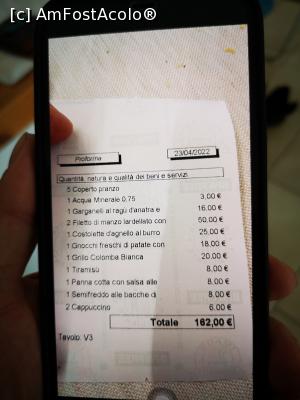 [c] AmFostAcolo®
Proforma 23/04/2022
Quantità, natura e qualità dei beni e servizi
5 Coperto pranzo
1 Acqua Minerale 0,75 3,00 €
1 Garganelli al ragù d'anatra e 16,00 €
2 Filetto di manzo lardellato con 50,00 €
1 Costolette d'agnello al burro 25,00 €
1 Gnocchi freschi di patate con 18,00 €
1 Grillo Colomba Bianca 20,00 €
1 Tiramisu 8,00 €
1 Panna cotta con salsa alle 8,00 €
1 Semifreddo alle bacche di 8,00 €
2 Cappuccino 6,00 €
Totale 162,00 €
Tavolo: V3